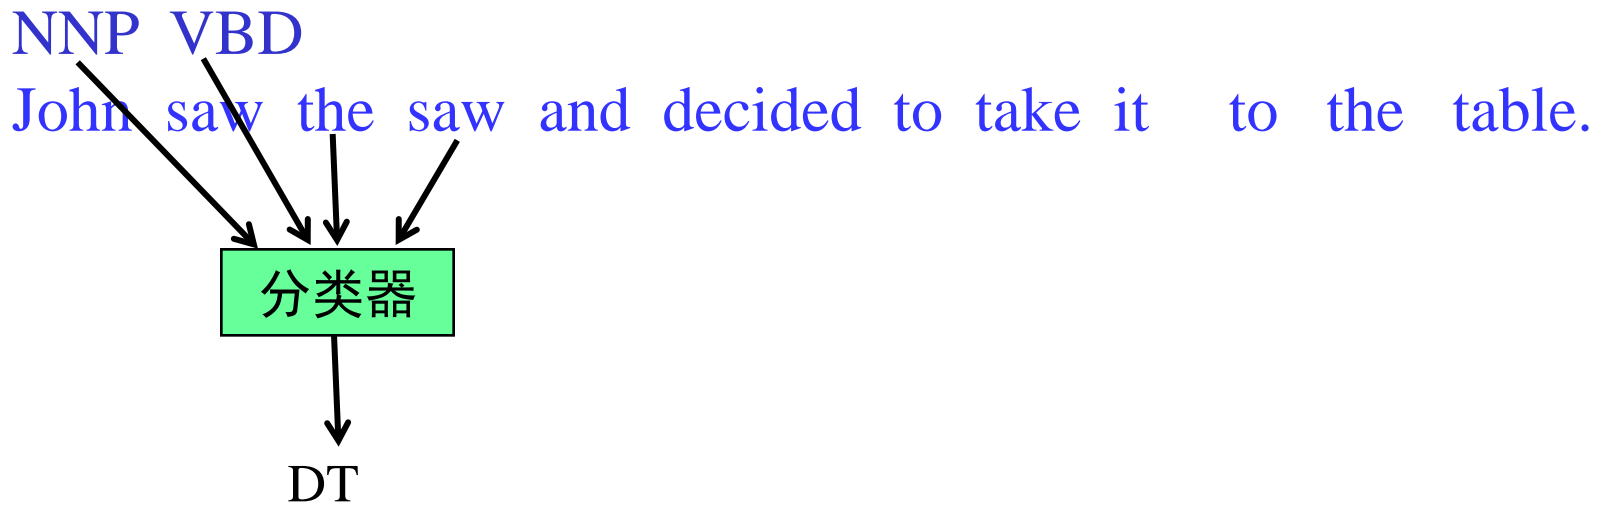 NNP VBD
John saw the saw and decided to take it to the table.
分类器
DT